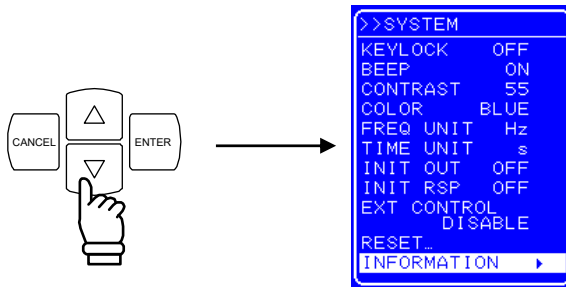 CANCEL
ENTER
>>SYSTEM
KEYLOCK OFF
BEEP ON
CONTRAST 55
COLOR BLUE
FREQ UNIT Hz
TIME UNIT s
INIT OUT OFF
INIT RSP OFF
EXT CONTROL
DISABLE
RESET…
INFORMATION